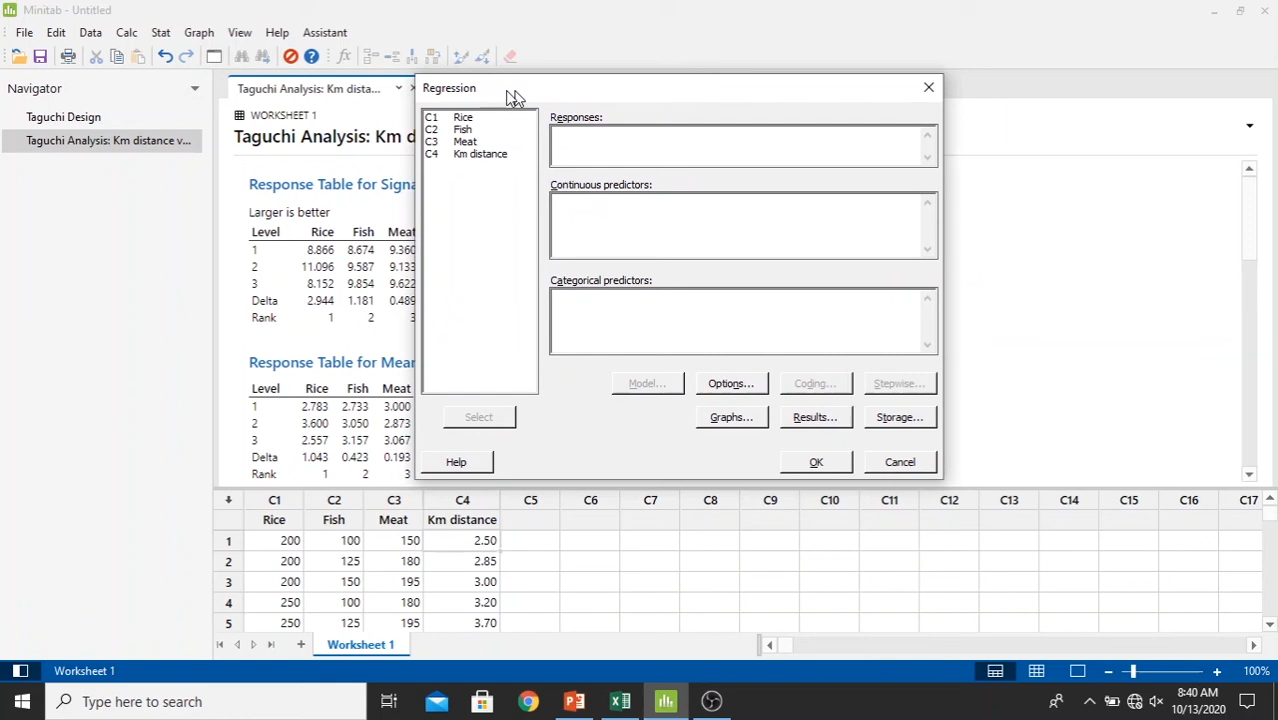 Minitab - Untitled
File Edit Data Calc Stat Graph View Help Assistant
Navigator
Taguchi Design
Taguchi Analysis: Km distance v...
Taguchi Analysis: Km dista...
WORKSHEET 1
Taguchi Analysis: Km d
Response Table for Signa
Larger is better
Level Rice Fish Meat
1 8.866 8.674 9.360
2 11.096 9.587 9.133
3 8.152 9.854 9.622
Delta 2.944 1.181 0.489
Rank 1 2 3
Response Table for Mear
Level Rice Fish Meat
1 2.783 2.733 3.000
2 3.600 3.050 2.873
3 2.557 3.157 3.067
Delta 1.043 0.423 0.193
Rank 1 2 3
Regression
C1 Rice
C2 Fish
C3 Meat
C4 Km distance
Responses:
Continuous predictors:
Categorical predictors:
Model... Options... Coding... Stepwise...
Select Graphs... Results... Storage...
Help OK Cancel
C1 C2 C3 C4 C5 C6 C7 C8 C9 C10 C11 C12 C13 C14 C15 C16 C17
Rice Fish Meat Km distance
1 200 100 150 2.50
2 200 125 180 2.85
3 200 150 195 3.00
4 250 100 180 3.20
5 250 125 195 3.70
Worksheet 1
Worksheet 1
100%
Type here to search
8:40 AM
10/13/2020